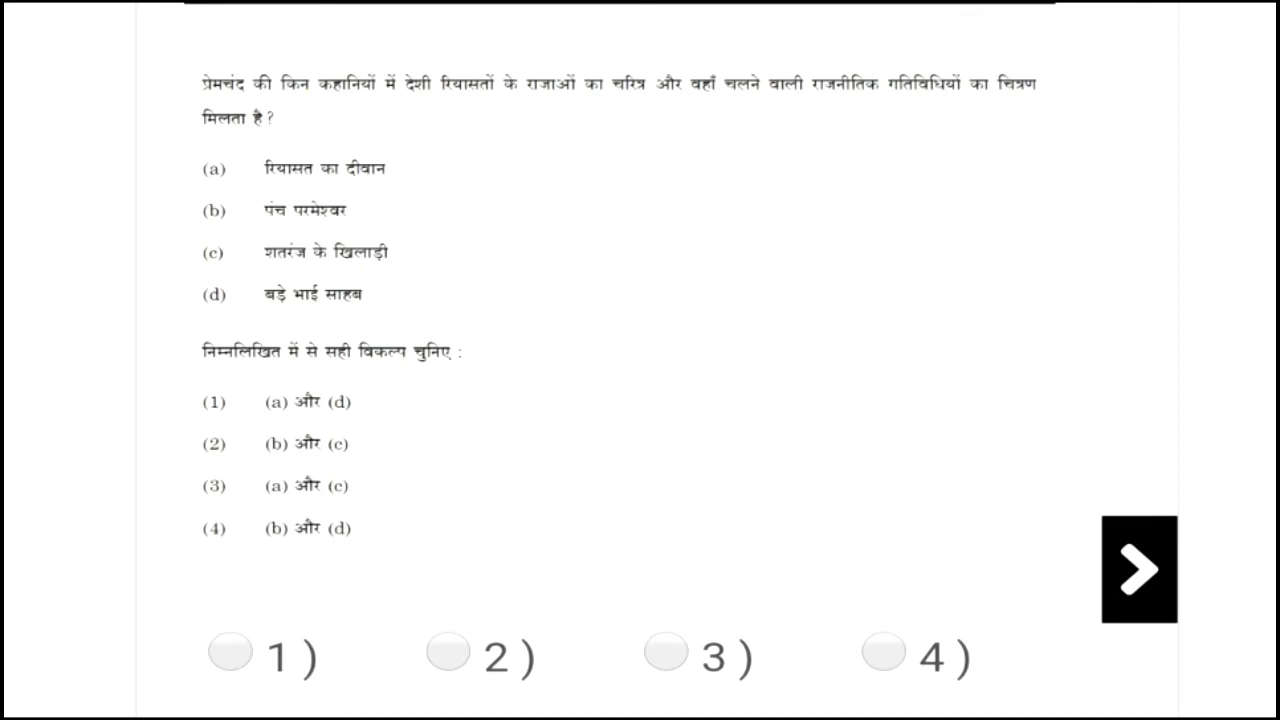 प्रेमचंद की किन कहानियों में देशी रियासतों के राजाओं का चरित्र और वहाँ चलने वाली राजनीतिक गतिविधियों का चित्रण
मिलता है?
(a) रियासत का दीवान
(b) पंच परमेश्वर
(c) शतरंज के खिलाड़ी
(d) बड़े भाई साहब
निम्नलिखित में से सही विकल्प चुनिए :
(1) (a) और (d)
(2) (b) और (c)
(3) (a) और (c)
(4) (b) और (d)
1 ) 2 ) 3 ) 4 )